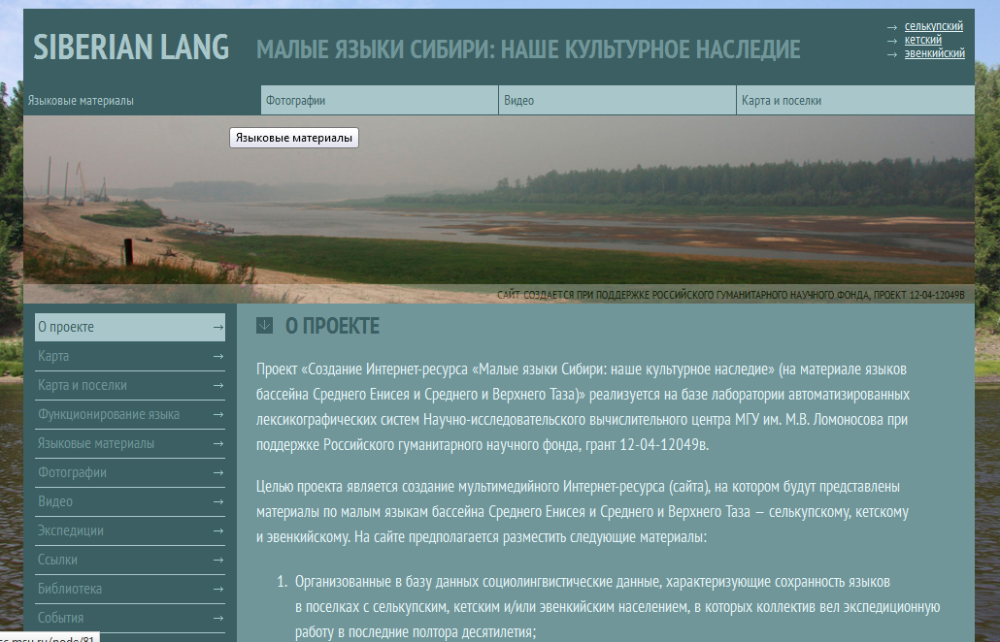 SIBERIAN LANG
МАЛЫЕ ЯЗЫКИ СИБИРИ: НАШЕ КУЛЬТУРНОЕ НАСЛЕДИЕ
→ селькупский
→ кетский
→ эвенкийский
Языковые материалы
Фотографии
Видео
Карта и поселки
Языковые материалы
САЙТ СОЗДАЕТСЯ ПРИ ПОДДЕРЖКЕ РОССИЙСКОГО ГУМАНИТАРНОГО НАУЧНОГО ФОНДА, ПРОЕКТ 12-04-12049В
О проекте →
Карта →
Карта и поселки →
Функционирование языка →
Языковые материалы →
Фотографии →
Видео →
Экспедиции →
Ссылки →
Библиотека →
События →
О ПРОЕКТЕ
Проект «Создание Интернет-ресурса «Малые языки Сибири: наше культурное наследие» (на материале языков
бассейна Среднего Енисея и Среднего и Верхнего Таза)» реализуется на базе лаборатории автоматизированных
лексикографических систем Научно-исследовательского вычислительного центра МГУ им. М.В. Ломоносова при
поддержке Российского гуманитарного научного фонда, грант 12-04-12049в.
Целью проекта является создание мультимедийного Интернет-ресурса (сайта), на котором будут представлены
материалы по малым языкам бассейна Среднего Енисея и Среднего и Верхнего Таза — селькупскому, кетскому
и эвенкийскому. На сайте предполагается разместить следующие материалы:
1. Организованные в базу данных социолингвистические данные, характеризующие сохранность языков
в поселках с селькупским, кетским и/или эвенкийским населением, в которых коллектив вел экспедиционную
работу в последние полтора десятилетия;